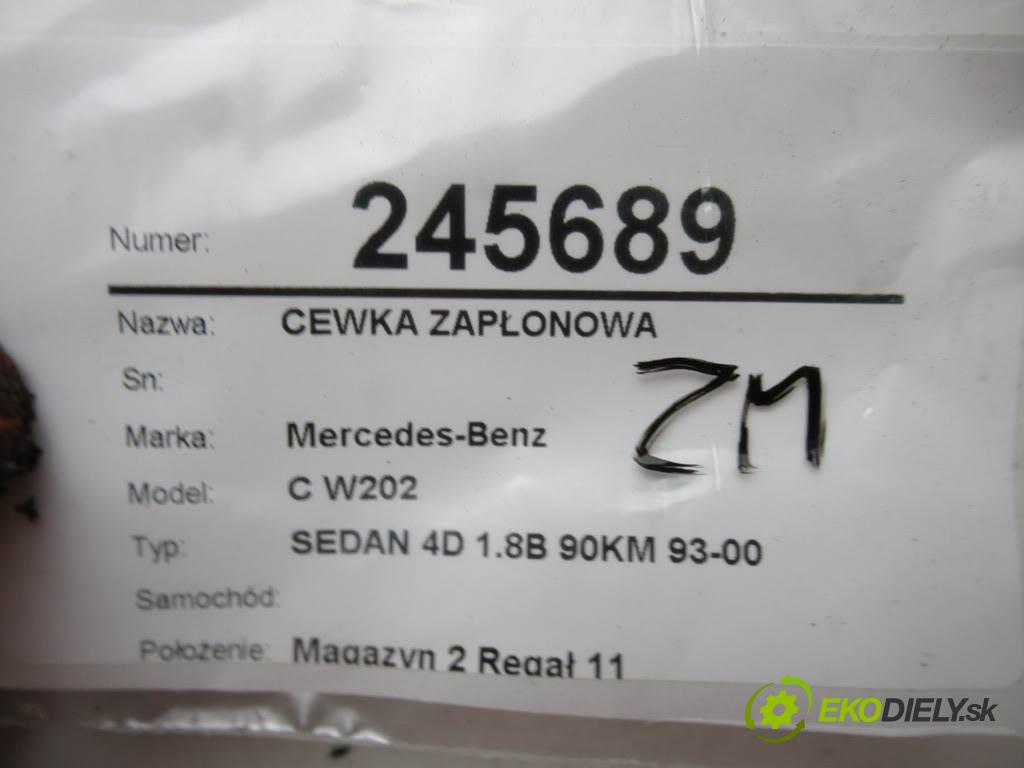 Numer: 245689
Nazwa: CEWKA ZAPŁONOWA
Sn:
ZM
Marka: Mercedes-Benz
Model: C W202
Typ: SEDAN 4D 1.8B 90KM 93-00
Samochód:
Położenie: Magazyn 2 Regał 11
EKODIELY.sk